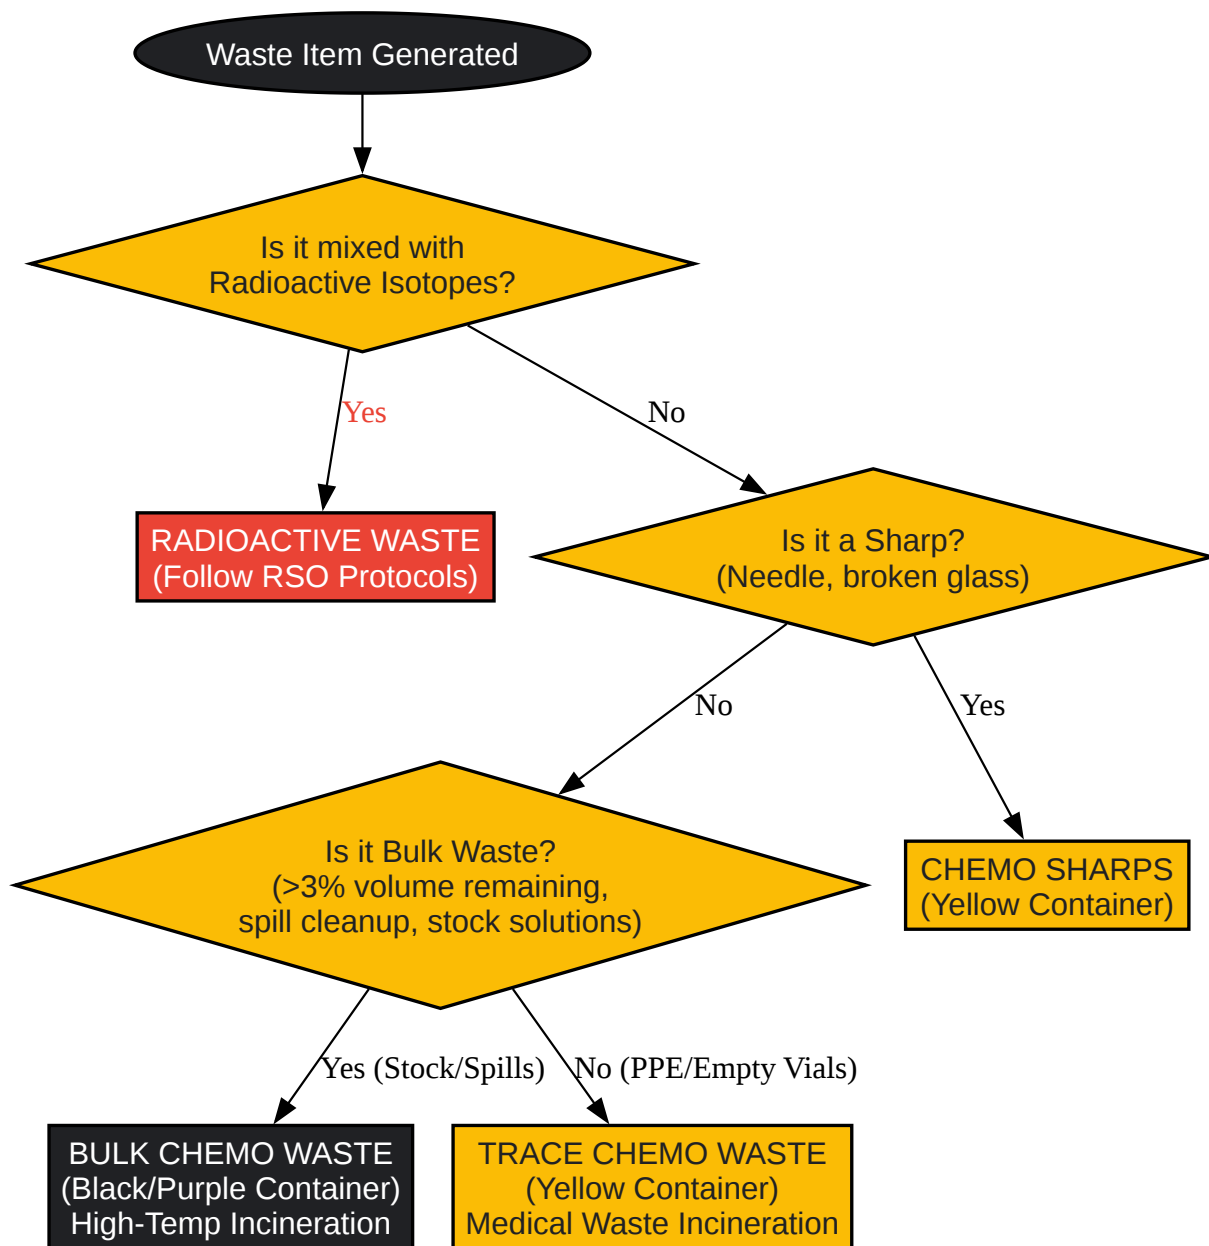 Waste Item Generated
Is it mixed with
Radioactive Isotopes?
Yes
No
RADIOACTIVE WASTE
(Follow RSO Protocols)
Is it a Sharp?
(Needle, broken glass)
No
Yes
Is it Bulk Waste?
(>3% volume remaining,
spill cleanup, stock solutions)
CHEMO SHARPS
(Yellow Container)
Yes (Stock/Spills)
No (PPE/Empty Vials)
BULK CHEMO WASTE
(Black/Purple Container)
High-Temp Incineration
TRACE CHEMO WASTE
(Yellow Container)
Medical Waste Incineration